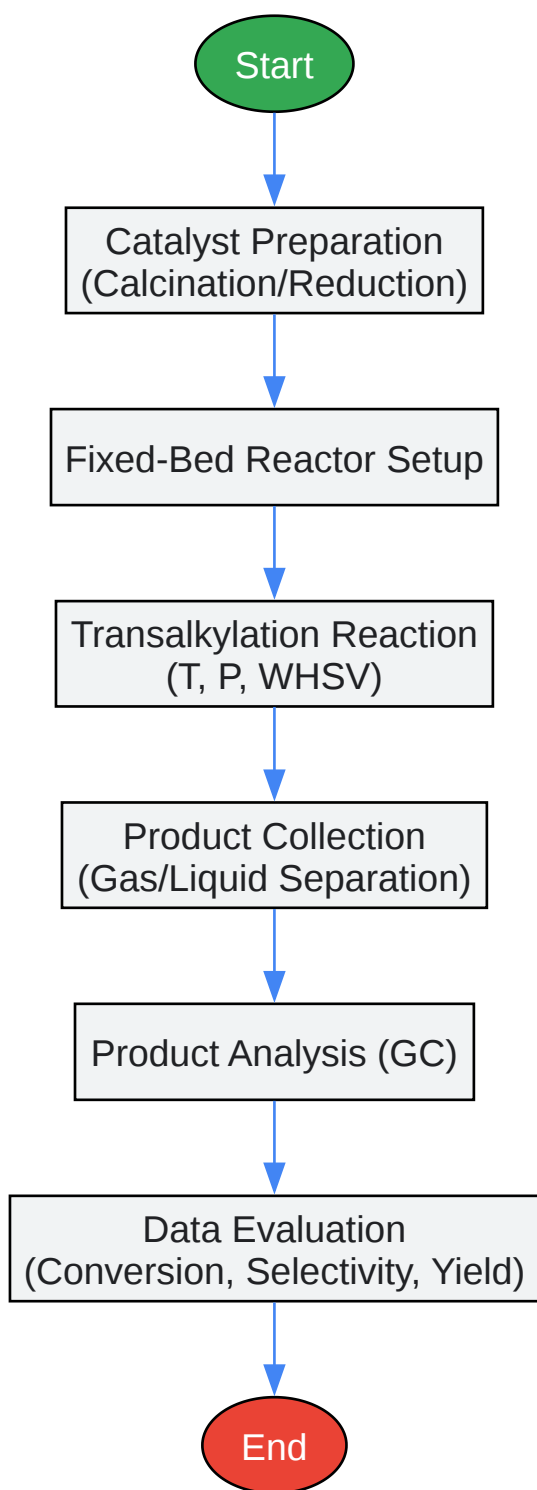 Start
Catalyst Preparation
(Calcination/Reduction)
Fixed-Bed Reactor Setup
Transalkylation Reaction
(T, P, WHSV)
Product Collection
(Gas/Liquid Separation)
Product Analysis (GC)
Data Evaluation
(Conversion, Selectivity, Yield)
End